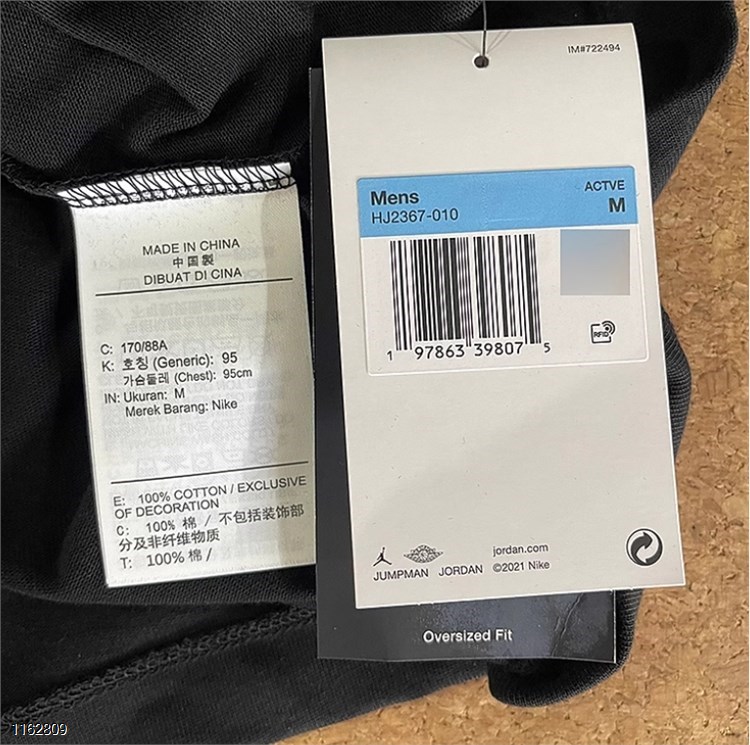 IM#722494
Mens
ACTVE
HJ2367-010
M
1 97863 39807 5
RFID
JUMPMAN JORDAN
jordan.com
©2021 Nike
Oversized Fit
MADE IN CHINA
中国製
DIBUAT DI CINA
C: 170/88A
K: 호칭 (Generic): 95
가슴둘레 (Chest): 95cm
IN: Ukuran: M
Merek Barang: Nike
E: 100% COTTON / EXCLUSIVE
OF DECORATION
C: 100% 棉 / 不包括装饰部
分及非纤维物质
T: 100% 棉 /
1162809